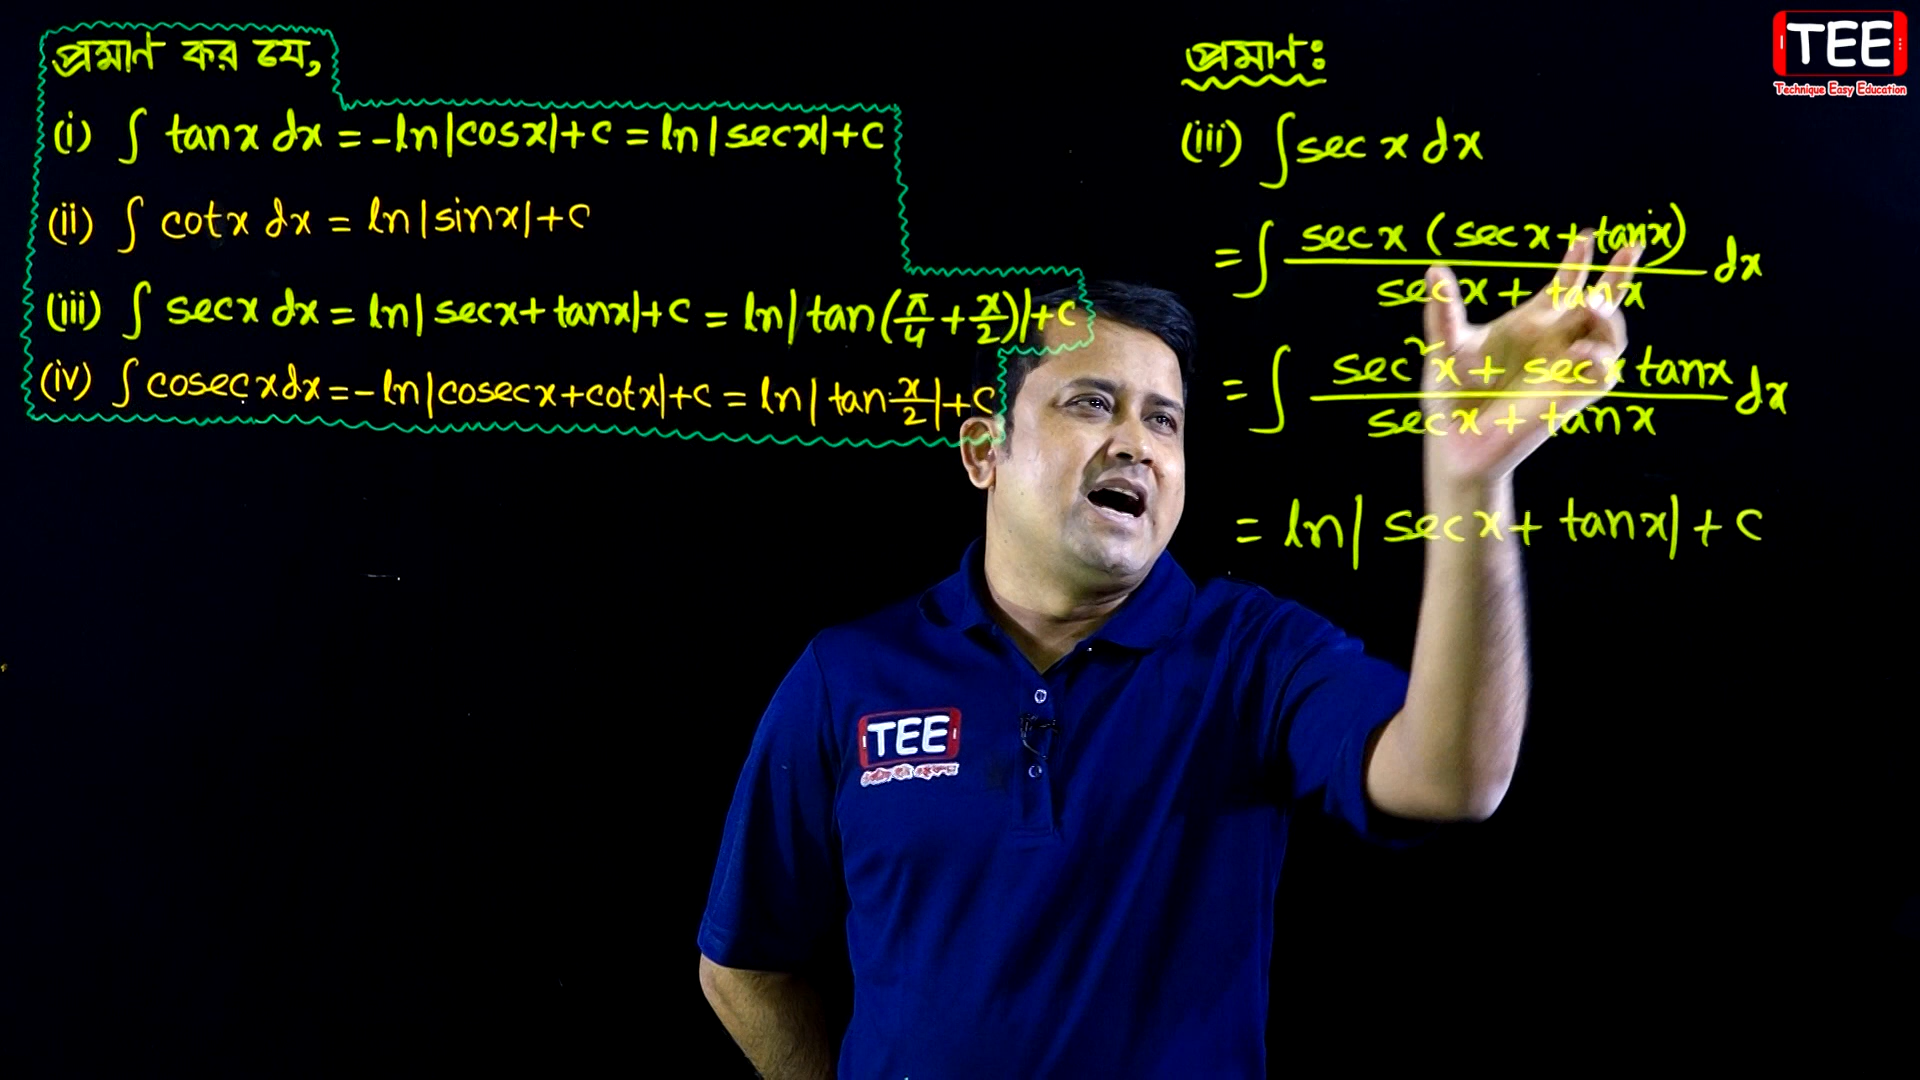 প্রমাণ কর যে,
(i) ∫ tanx dx = -ln|cosx|+c = ln|secx|+c
(ii) ∫ cotx dx = ln|sinx|+c
(iii) ∫ secx dx = ln|secx+tanx|+c = ln|tan(π/4+x/2)|+c
(iv) ∫ cosecx dx = -ln|cosecx+cotx|+c = ln|tan x/2|+c
প্রমাণ:
(iii) ∫ sec x dx
= ∫ secx (secx+tanx) / secx + tanx dx
= ∫ sec²x + secx tanx / secx + tanx dx
= ln| secx + tanx| + c
TEE
Technique Easy Education
TEE